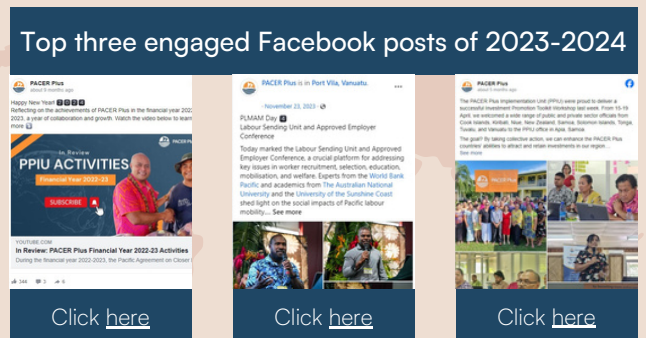 Top three engaged Facebook posts of 2023-2024
PACER Plus
about 6 months ago
Happy New Year! 2 0 2 4
Reflecting on the achievements of PACER Plus in the financial year 202
2023, a year of collaboration and growth. Watch the video below to learn
more
PACER Plus
In Review
PPIU ACTIVITIES
Financial Year 2022-23
SUBSCRIBE
YOUTUBE.COM
In Review: PACER Plus Financial Year 2022-23 Activities
During the financial year 2022-2023, the Pacific Agreement on Closer
Click here
PACER Plus is in Port Vila, Vanuatu.
November 23, 2023
PLMAM Day 4
Labour Sending Unit and Approved Employer
Conference
Today marked the Labour Sending Unit and Approved
Employer Conference, a crucial platform for addressing
key issues in worker recruitment, selection, education,
mobilisation, and welfare. Experts from the World Bank
Pacific and academics from The Australian National
University and the University of the Sunshine Coast
shed light on the social impacts of Pacific labour
mobility.... See more
Click here
PACER Plus
The PACER Plus Implementation Unit (PPIU) were proud to deliver a
successful Investment Promotion Toolkit Workshop last week. From 15-19
April, we welcomed a wide range of public and private sector officials from
Cook Islands, Kiribati, Niue, New Zealand, Samoa, Solomon Islands, Tonga,
Tuvalu, and Vanuatu to the PPIU office in Apia, Samoa.
The goal? By taking collective action, we can enhance the PACER Plus
countries' abilities to attract and retain investments in our region...
See more
Click here